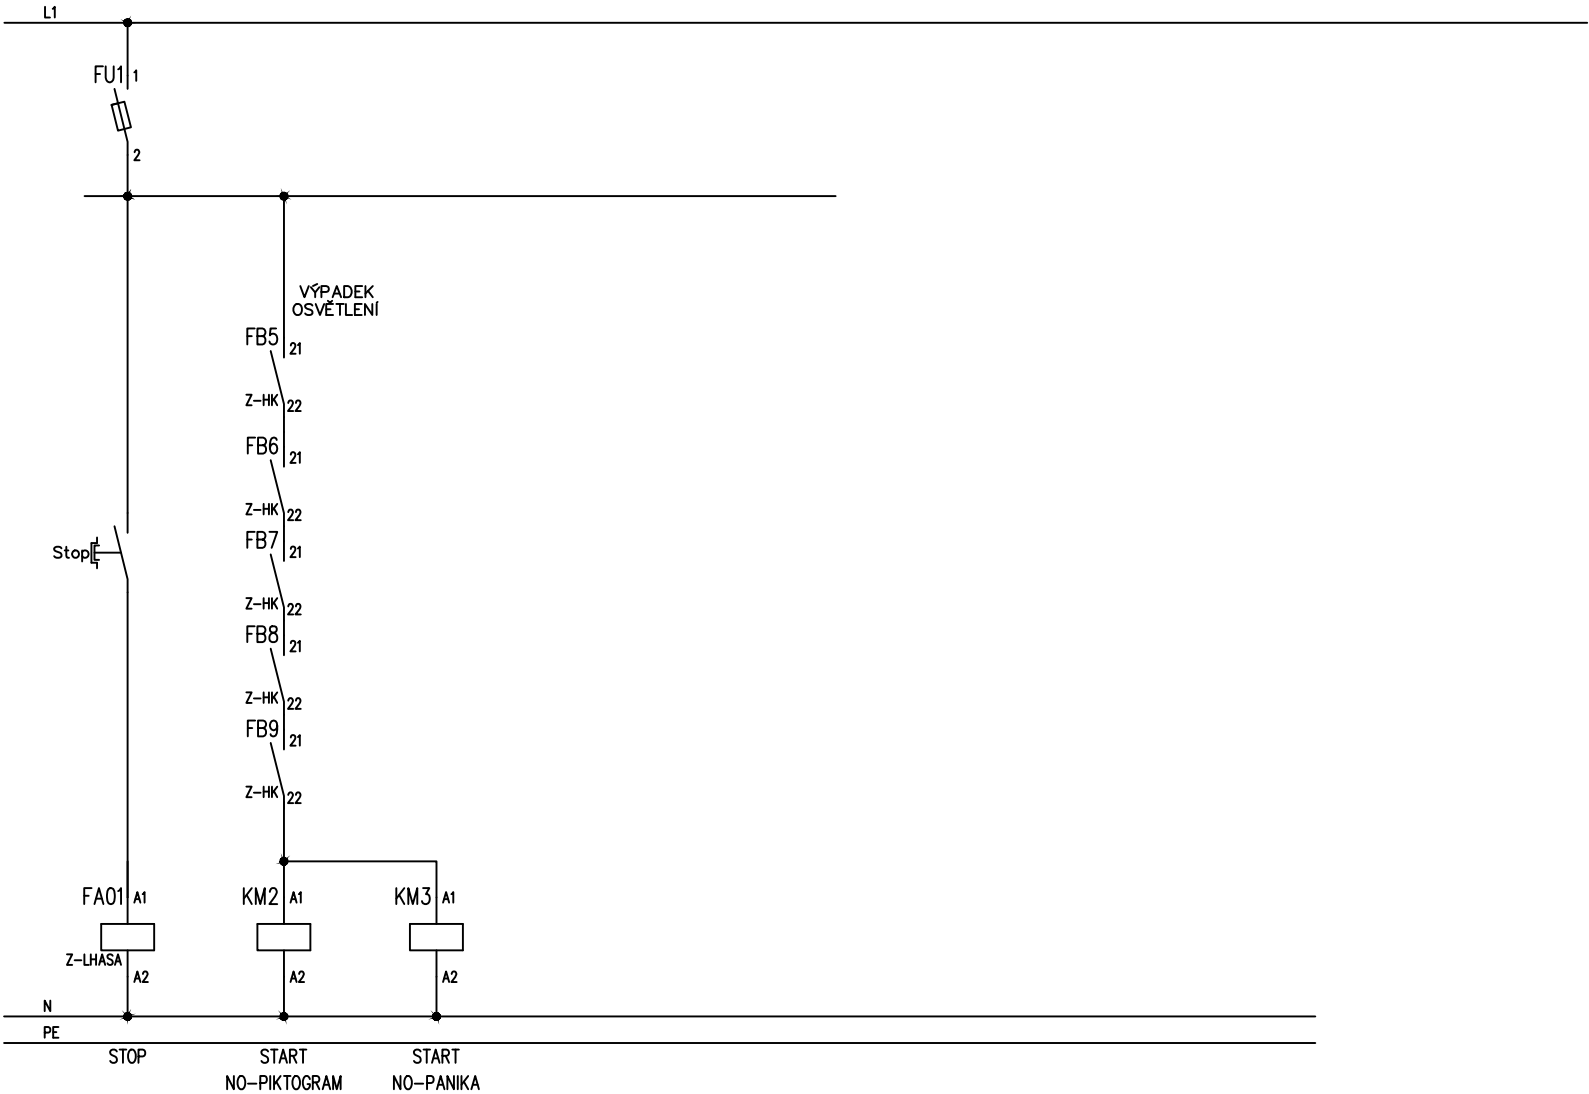 L1
FU1 1
2
VÝPADEK
OSVĚTLENÍ
FB5 21
Z-HK 22
FB6 21
Z-HK 22
FB7 21
Stop
Z-HK 22
FB8 21
Z-HK 22
FB9 21
Z-HK 22
FA01 A1 KM2 A1 KM3 A1
Z-LHASA
A2 A2 A2
N
PE
STOP START START
NO-PIKTOGRAM NO-PANIKA